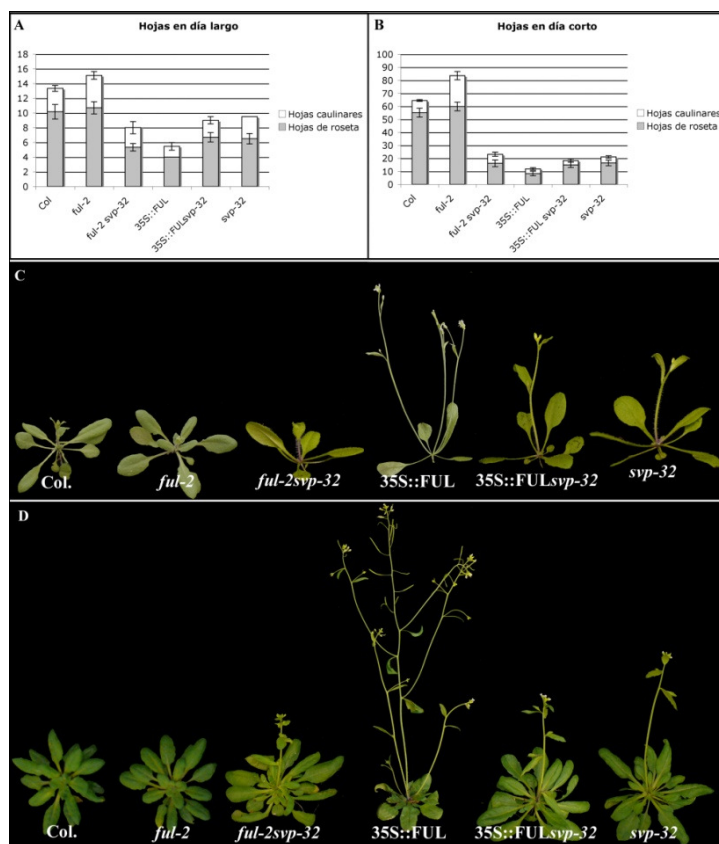 A
Hojas en día largo
18
16
14
12
10
8
6
4
2
0
Hojas caulinares
Hojas de roseta
Col
ful-2
ful-2 svp-32
35S::FUL
35S::FULsvp-32
svp-32
B
Hojas en día corto
100
90
80
70
60
50
40
30
20
10
0
Hojas caulinares
Hojas de roseta
Col
ful-2
ful-2 svp-32
35S::FUL
35S::FUL svp-32
svp-32
C
Col. ful-2 ful-2svp-32 35S::FUL 35S::FULsvp-32 svp-32
D
Col. ful-2 ful-2svp-32 35S::FUL 35S::FULsvp-32 svp-32